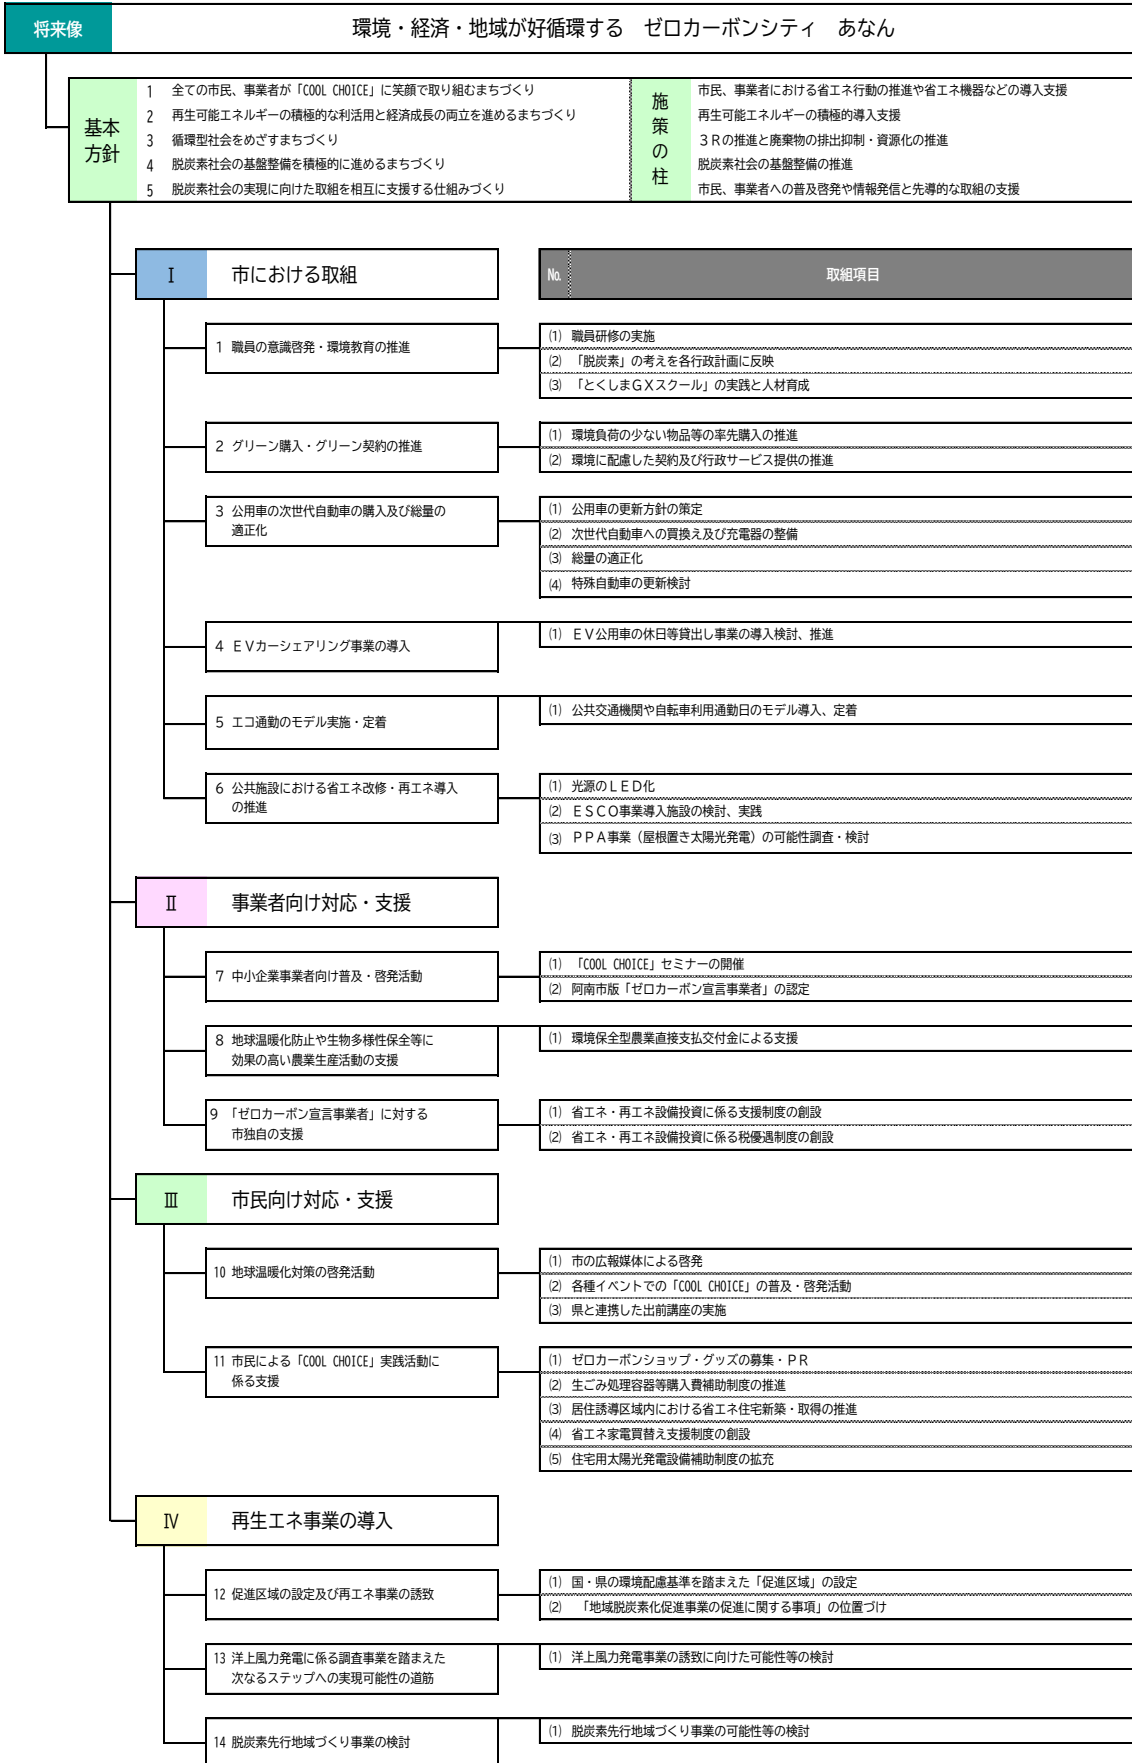 将来像
環境・経済・地域が好循環する　ゼロカーボンシティ　あなん
基本
方針
1　全ての市民、事業者が「COOL CHOICE」に笑顔で取り組むまちづくり
2　再生可能エネルギーの積極的な利活用と経済成長の両立を進めるまちづくり
3　循環型社会をめざすまちづくり
4　脱炭素社会の基盤整備を積極的に進めるまちづくり
5　脱炭素社会の実現に向けた取組を相互に支援する仕組みづくり
施策の柱
市民、事業者における省エネ行動の推進や省エネ機器などの導入支援
再生可能エネルギーの積極的導入支援
３Ｒの推進と廃棄物の排出抑制・資源化の推進
脱炭素社会の基盤整備の推進
市民、事業者への普及啓発や情報発信と先導的な取組の支援
Ⅰ　市における取組
No.　取組項目
1 職員の意識啓発・環境教育の推進
⑴ 職員研修の実施
⑵ 「脱炭素」の考えを各行政計画に反映
⑶ 「とくしまＧＸスクール」の実践と人材育成
2 グリーン購入・グリーン契約の推進
⑴ 環境負荷の少ない物品等の率先購入の推進
⑵ 環境に配慮した契約及び行政サービス提供の推進
3 公用車の次世代自動車の購入及び総量の
適正化
⑴ 公用車の更新方針の策定
⑵ 次世代自動車への買換え及び充電器の整備
⑶ 総量の適正化
⑷ 特殊自動車の更新検討
4 ＥＶカーシェアリング事業の導入
⑴ ＥＶ公用車の休日等貸出し事業の導入検討、推進
5 エコ通勤のモデル実施・定着
⑴ 公共交通機関や自転車利用通勤日のモデル導入、定着
6 公共施設における省エネ改修・再エネ導入
の推進
⑴ 光源のＬＥＤ化
⑵ ＥＳＣＯ事業導入施設の検討、実践
⑶ ＰＰＡ事業（屋根置き太陽光発電）の可能性調査・検討
Ⅱ　事業者向け対応・支援
7 中小企業事業者向け普及・啓発活動
⑴ 「COOL CHOICE」セミナーの開催
⑵ 阿南市版「ゼロカーボン宣言事業者」の認定
8 地球温暖化防止や生物多様性保全等に
効果の高い農業生産活動の支援
⑴ 環境保全型農業直接支払交付金による支援
9 「ゼロカーボン宣言事業者」に対する
市独自の支援
⑴ 省エネ・再エネ設備投資に係る支援制度の創設
⑵ 省エネ・再エネ設備投資に係る税優遇制度の創設
Ⅲ　市民向け対応・支援
10 地球温暖化対策の啓発活動
⑴ 市の広報媒体による啓発
⑵ 各種イベントでの「COOL CHOICE」の普及・啓発活動
⑶ 県と連携した出前講座の実施
11 市民による「COOL CHOICE」実践活動に
係る支援
⑴ ゼロカーボンショップ・グッズの募集・ＰＲ
⑵ 生ごみ処理容器等購入費補助制度の推進
⑶ 居住誘導区域内における省エネ住宅新築・取得の推進
⑷ 省エネ家電買替え支援制度の創設
⑸ 住宅用太陽光発電設備補助制度の拡充
Ⅳ　再生エネ事業の導入
12 促進区域の設定及び再エネ事業の誘致
⑴ 国・県の環境配慮基準を踏まえた「促進区域」の設定
⑵ 「地域脱炭素化促進事業の促進に関する事項」の位置づけ
13 洋上風力発電に係る調査事業を踏まえた
次なるステップへの実現可能性の道筋
⑴ 洋上風力発電事業の誘致に向けた可能性等の検討
14 脱炭素先行地域づくり事業の検討
⑴ 脱炭素先行地域づくり事業の可能性等の検討